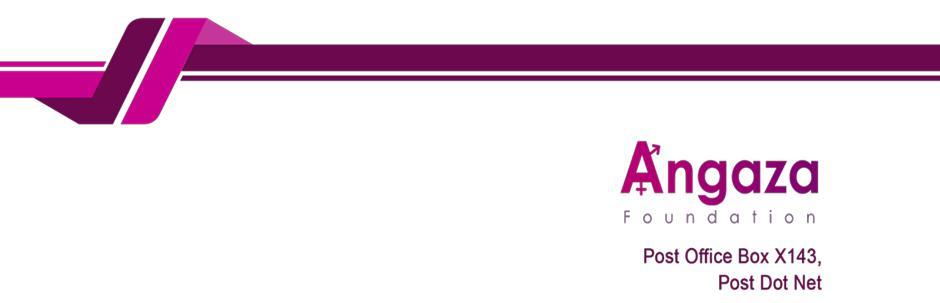 Angaza
Foundation
Post Office Box X143,
Post Dot Net